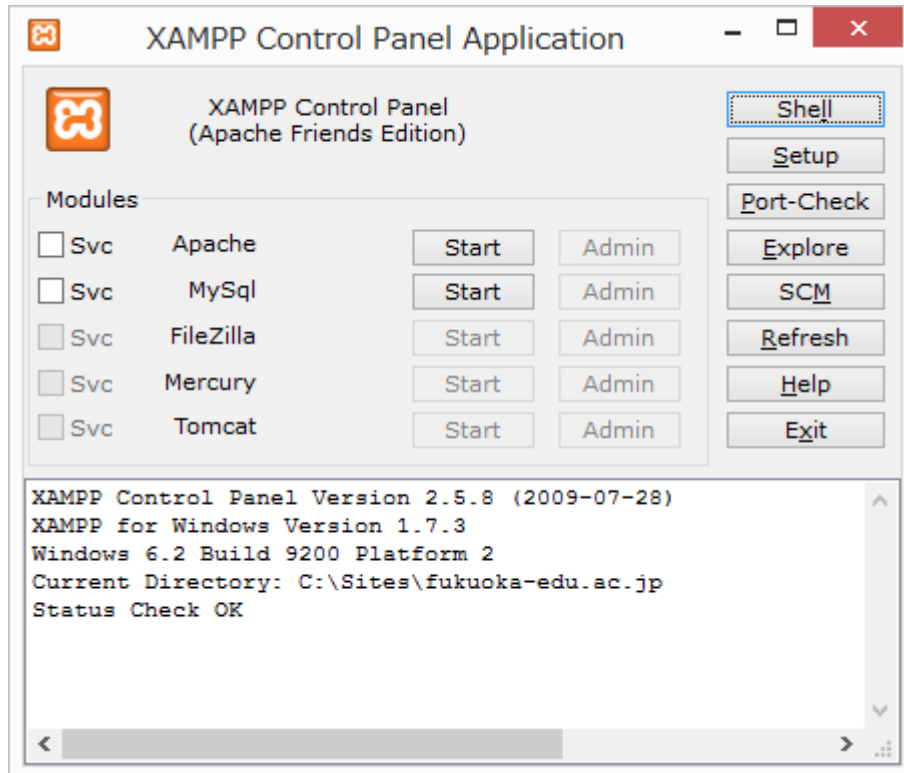 XAMPP Control Panel Application
XAMPP Control Panel
(Apache Friends Edition)
Shell
Setup
Port-Check
Explore
SCM
Refresh
Help
Exit
Modules
Svc Apache Start Admin
Svc MySql Start Admin
Svc FileZilla Start Admin
Svc Mercury Start Admin
Svc Tomcat Start Admin
XAMPP Control Panel Version 2.5.8 (2009-07-28)
XAMPP for Windows Version 1.7.3
Windows 6.2 Build 9200 Platform 2
Current Directory: C:\Sites\fukuoka-edu.ac.jp
Status Check OK